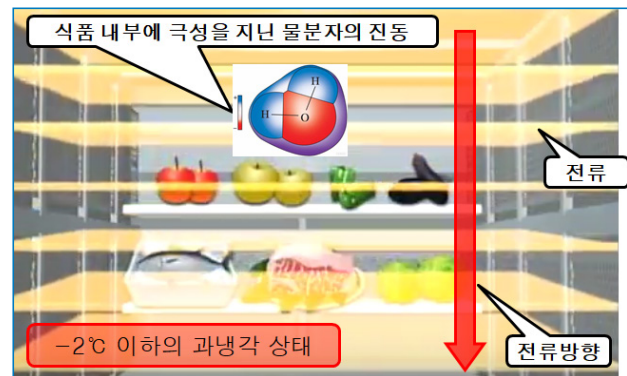 식품 내부에 극성을 지닌 물분자의 진동
H
H
O
전류
-2℃ 이하의 과냉각 상태
전류방향